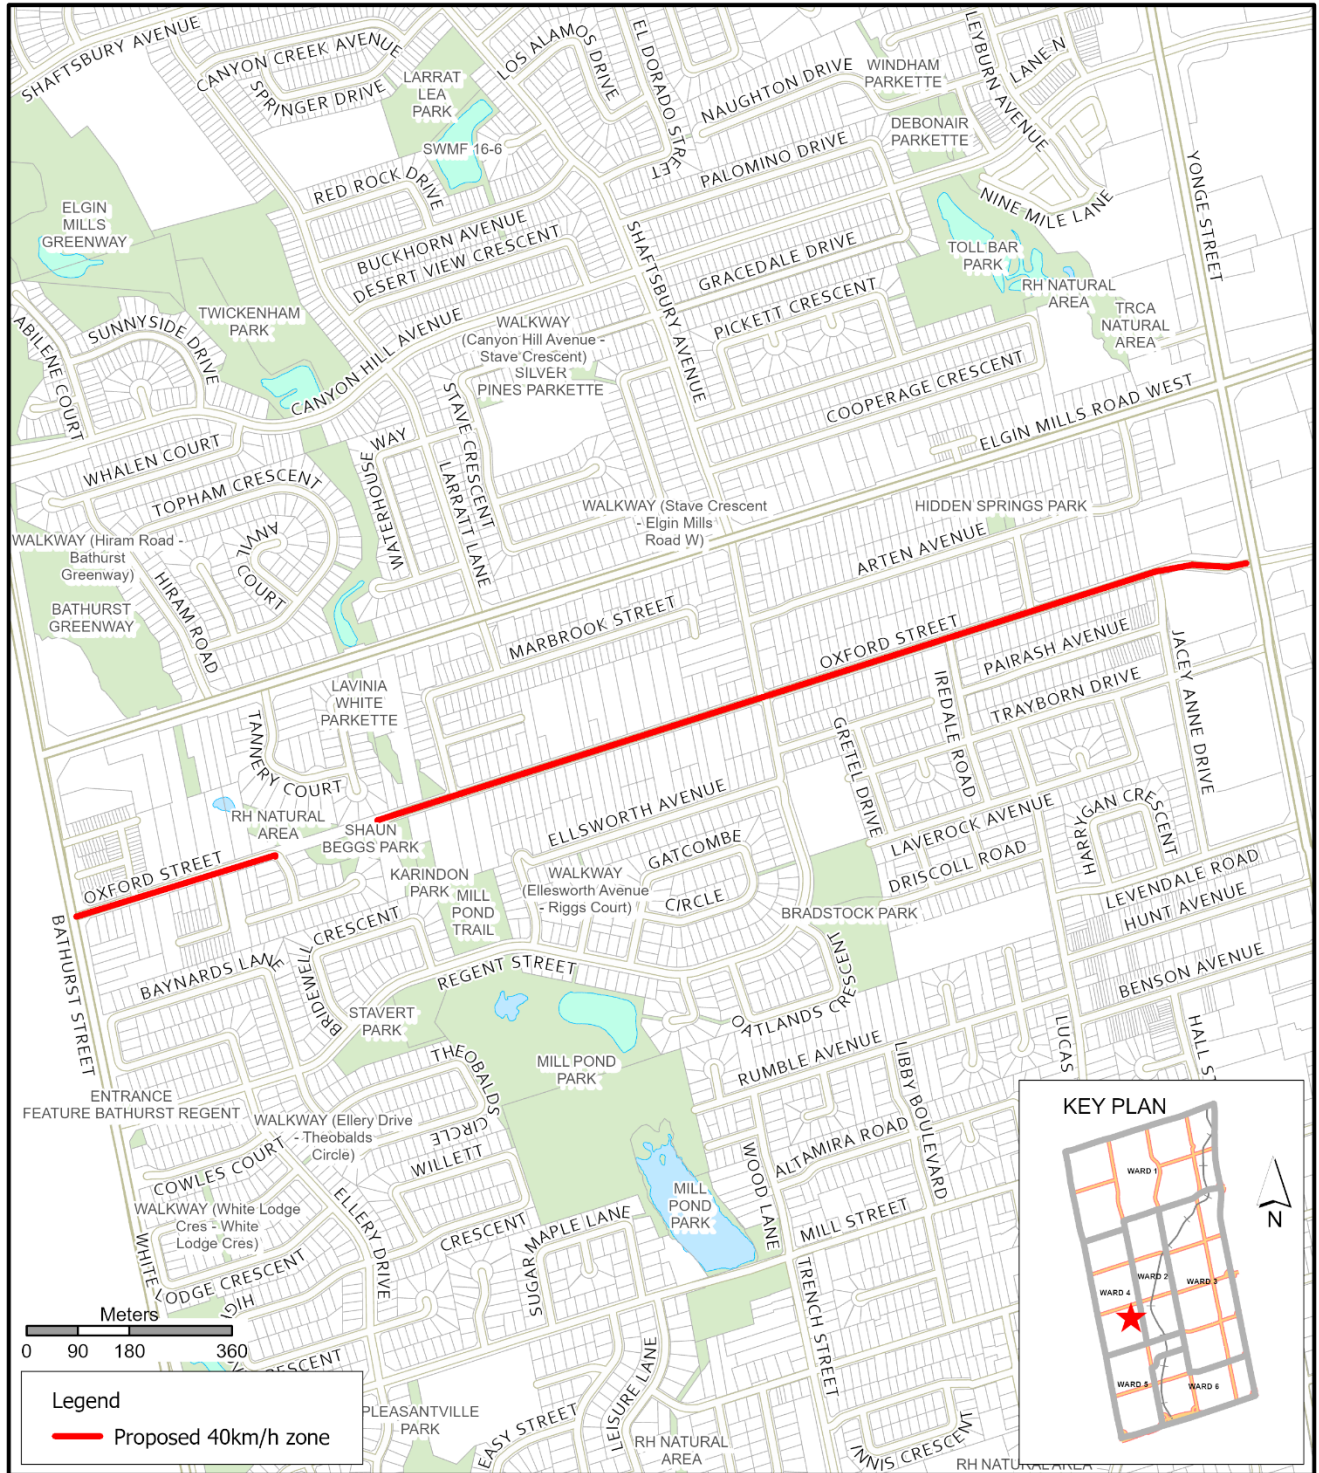 SHAFTSBURY AVENUE
CANYON CREEK AVENUE
SPRINGER DRIVE
LARRAT
LEA
PARK
LOS ALAMOS DRIVE
EL DORADO STREET
NAUGHTON DRIVE
WINDHAM
PARKETTE
LEYBURN AVENUE
LANE N
SWMF 16-6
DEBONAIR
PARKETTE
PALOMINO DRIVE
YONGE STREET
RED ROCK DRIVE
NINE MILE LANE
ELGIN
MILLS
GREENWAY
BUCKHORN AVENUE
DESERT VIEW CRESCENT
SHAFTSBURY AVENUE
GRACEDALE DRIVE
TOLL BAR
PARK
RH NATURAL
AREA
TRCA
NATURAL
AREA
PICKETT CRESCENT
TWICKENHAM
PARK
SUNNYSIDE DRIVE
ABILENE COURT
CANYON HILL AVENUE
WALKWAY
(Canyon Hill Avenue -
Stave Crescent)
SILVER
PINES PARKETTE
COOPERAGE CRESCENT
ELGIN MILLS ROAD WEST
STAVE CRESCENT
WHALEN COURT
WATERHOUSE WAY
LARRATT LANE
TOPHAM CRESCENT
ANVIL COURT
WALKWAY (Hiram Road -
Bathurst
Greenway)
HIRAM ROAD
BATHURST
GREENWAY
WALKWAY (Stave Crescent
- Elgin Mills
Road W)
HIDDEN SPRINGS PARK
ARTEN AVENUE
MARBROOK STREET
OXFORD STREET
PAIRASH AVENUE
JACEY ANNE DRIVE
IREDALE ROAD
TRAYBORN DRIVE
LAVINIA
WHITE
PARKETTE
TANNERY COURT
GRETEL DRIVE
RH NATURAL
AREA
SHAUN
BEGGS PARK
ELLSWORTH AVENUE
LAVEROCK AVENUE
HARRIGAN CRESCENT
OXFORD STREET
KARINDON
PARK
MILL
POND
TRAIL
GATCOMBE
CIRCLE
WALKWAY
(Ellesworth Avenue
- Riggs Court)
DRISCOLL ROAD
LEVENDALE ROAD
HUNT AVENUE
BRADSTOCK PARK
BATHURST STREET
BAYNARDS LANE
BRIDEWELL CRESCENT
REGENT STREET
OATLANDS CRESCENT
BENSON AVENUE
STAVERT
PARK
MILL POND
PARK
THEOBALDS
CIRCLE
RUMBLE AVENUE
LIBBY BOULEVARD
LUCAS
HALL S
ENTRANCE
FEATURE BATHURST REGENT
WALKWAY (Ellery Drive
- Theobalds
Circle)
COWLES COURT
WILLETT
CRESCENT
ELLERY DRIVE
ALTAMIRA ROAD
WOOD LANE
MILL
POND
PARK
MILL STREET
WALKWAY (White Lodge
Cres - White
Lodge Cres)
WHITE LODGE CRESCENT
HIGH
CRESCENT
SUGAR MAPLE LANE
TRENCH STREET
LEISURE LANE
PLEASANTVILLE
PARK
EASY STREET
RH NATURAL
AREA
INNIS CRESCENT
RH NATURAL AREA
KEY PLAN
WARD 1
WARD 2
WARD 3
WARD 4
WARD 5
WARD 6
N
Meters
0 90 180 360
Legend
Proposed 40km/h zone